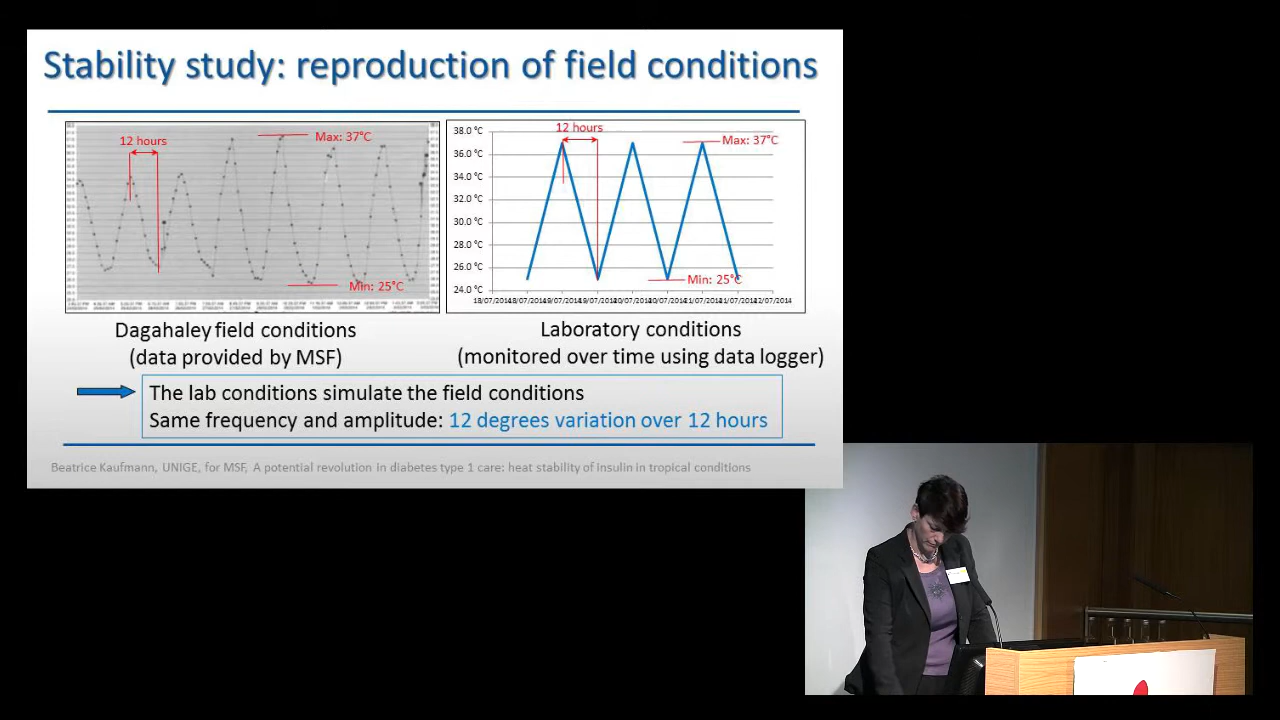 Stability study: reproduction of field conditions
12 hours
Max: 37°C
Min: 25°C
12 hours
38.0 °C
36.0 °C
34.0 °C
32.0 °C
30.0 °C
28.0 °C
26.0 °C
24.0 °C
Max: 37°C
Min: 25°C
Dagahaley field conditions
(data provided by MSF)
Laboratory conditions
(monitored over time using data logger)
The lab conditions simulate the field conditions
Same frequency and amplitude: 12 degrees variation over 12 hours
Beatrice Kaufmann, UNIGE, for MSF, A potential revolution in diabetes type 1 care: heat stability of insulin in tropical conditions